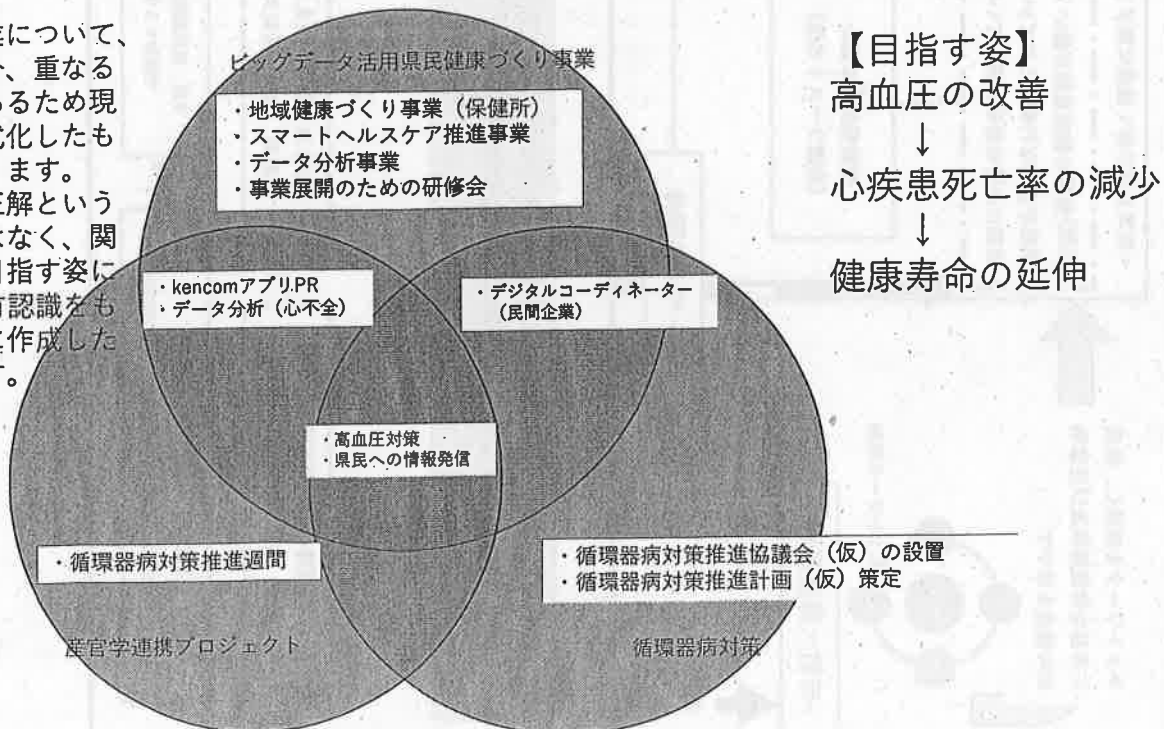 について、
、重なる
あるため現
式化したも
ます。
正解という
はなく、関
目指す姿に
有認識をも
作成した
。
ビッグデータ活用県民健康づくり事業
・地域健康づくり事業（保健所）
・スマートヘルスケア推進事業
・データ分析事業
・事業展開のための研修会
・kencomアプリPR
・データ分析（心不全）
・デジタルコーディネーター
（民間企業）
・高血圧対策
・県民への情報発信
・循環器病対策推進週間
・循環器病対策推進協議会（仮）の設置
・循環器病対策推進計画（仮）策定
産官学連携プロジェクト
循環器病対策
【目指す姿】
高血圧の改善
↓
心疾患死亡率の減少
↓
健康寿命の延伸